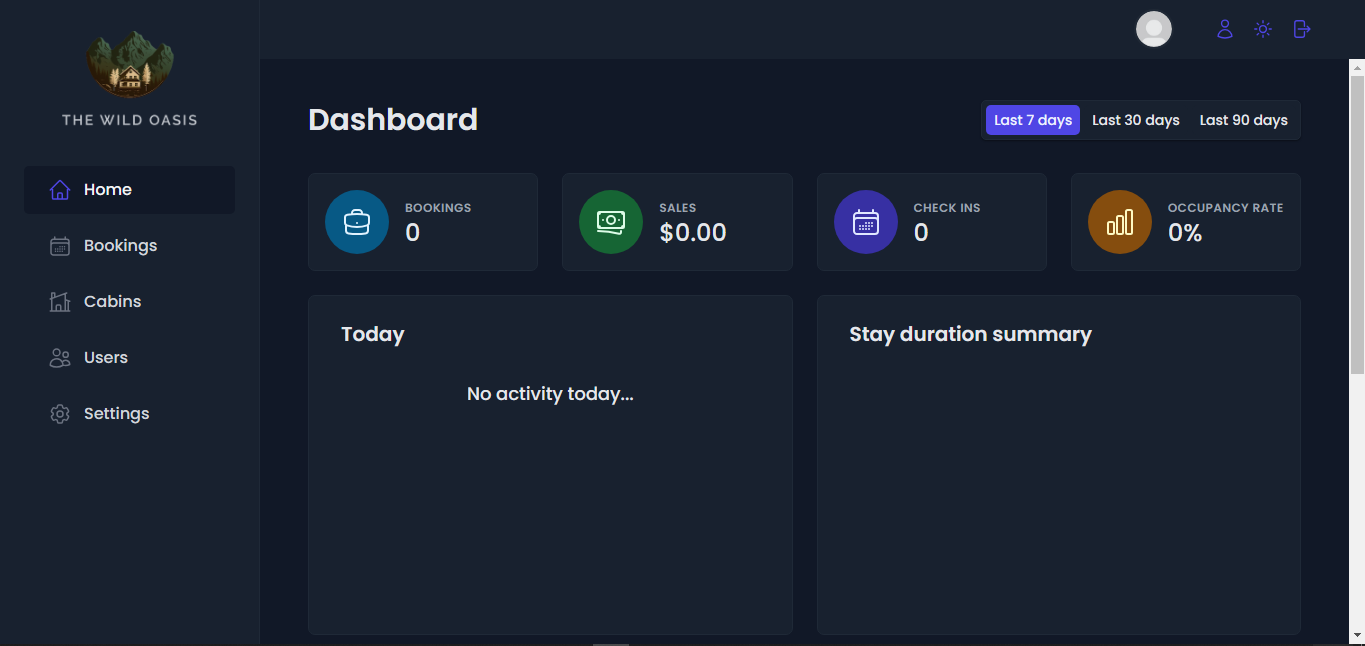 THE WILD OASIS
Home
Bookings
Cabins
Users
Settings
Dashboard
Last 7 days
Last 30 days
Last 90 days
BOOKINGS
0
SALES
$0.00
CHECK INS
0
OCCUPANCY RATE
0%
Today
No activity today...
Stay duration summary